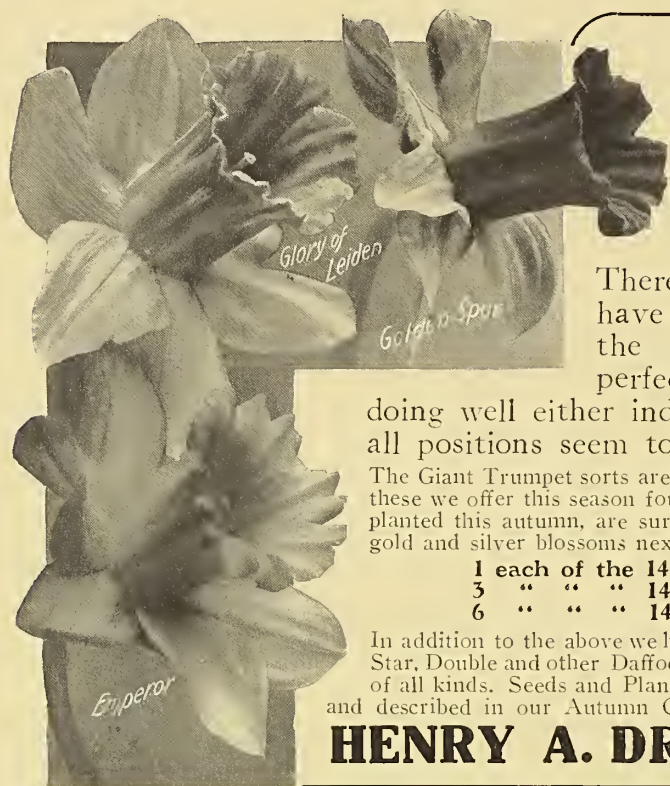 Glory of
Leiden
Golden Spur
Emperor
There
have
the
perfec
doing well either ind
all positions seem to
The Giant Trumpet sorts are
these we offer this season fo
planted this autumn, are sur
gold and silver blossoms nex
1 each of the 14
3 “ “ “ 14
6 “ “ “ 14
In addition to the above we
Star, Double and other Daffo
of all kinds. Seeds and Plan
and described in our Autumn
HENRY A. DR